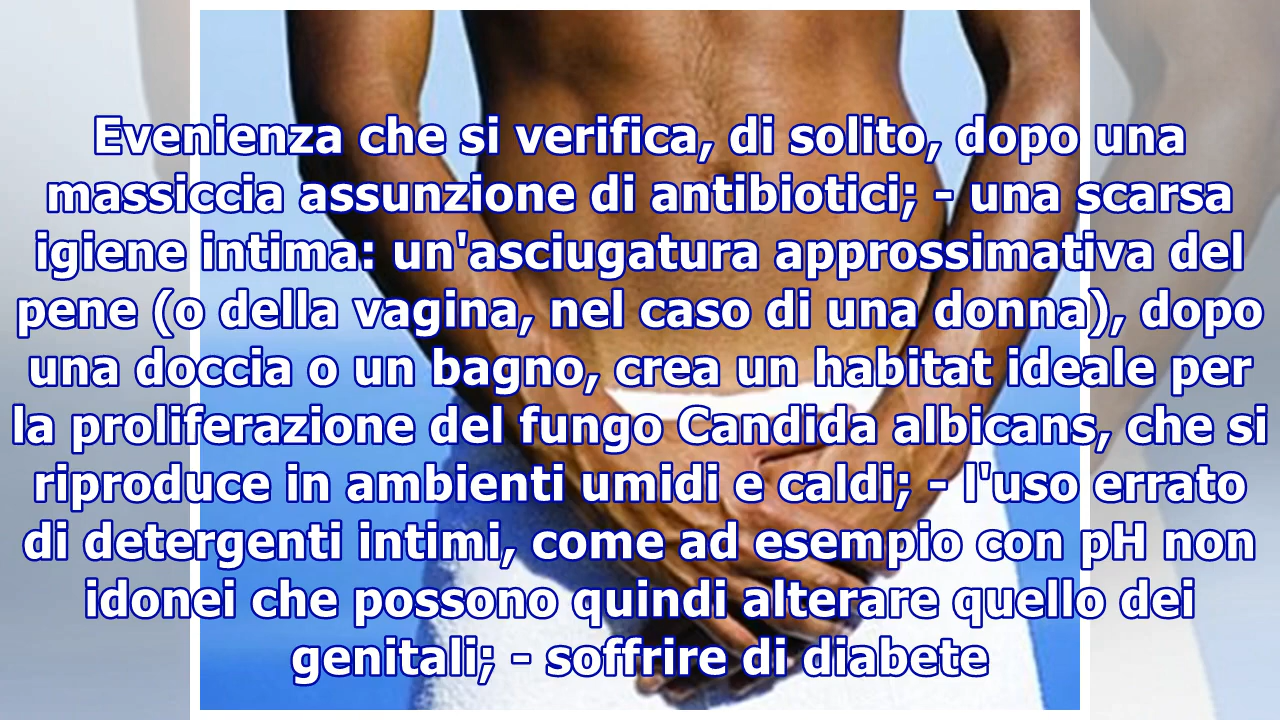 Evenienza che si verifica, di solito, dopo una
massiccia assunzione di antibiotici; - una scarsa
igiene intima: un'asciugatura approssimativa del
pene (o della vagina, nel caso di una donna), dopo
una doccia o un bagno, crea un habitat ideale per
la proliferazione del fungo Candida albicans, che si
riproduce in ambienti umidi e caldi; - l'uso errato
di detergenti intimi, come ad esempio con pH non
idonei che possono quindi alterare quello dei
genitali; - soffrire di diabete